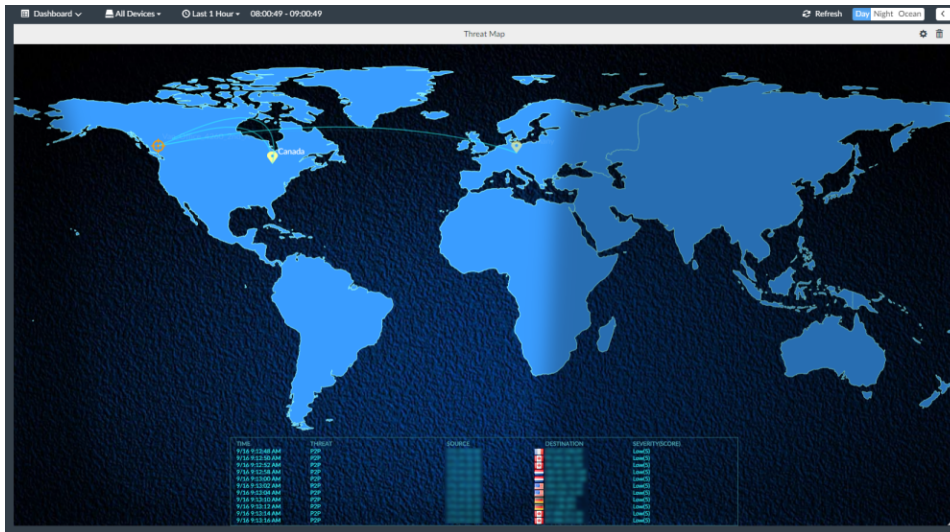 Dashboard All Devices Last 1 Hour 08:00:49 - 09:00:49 Refresh Day Night Ocean
Threat Map
Canada
TIME THREAT SOURCE DESTINATION SEVERITY(SCORE)
9/16 9:12:48 AM P2P Low(5)
9/16 9:12:50 AM P2P Low(5)
9/16 9:12:52 AM P2P Low(5)
9/16 9:12:58 AM P2P Low(5)
9/16 9:13:00 AM P2P Low(5)
9/16 9:13:02 AM P2P Low(5)
9/16 9:13:04 AM P2P Low(5)
9/16 9:13:10 AM P2P Low(5)
9/16 9:13:12 AM P2P Low(5)
9/16 9:13:14 AM P2P Low(5)
9/16 9:13:16 AM P2P Low(5)